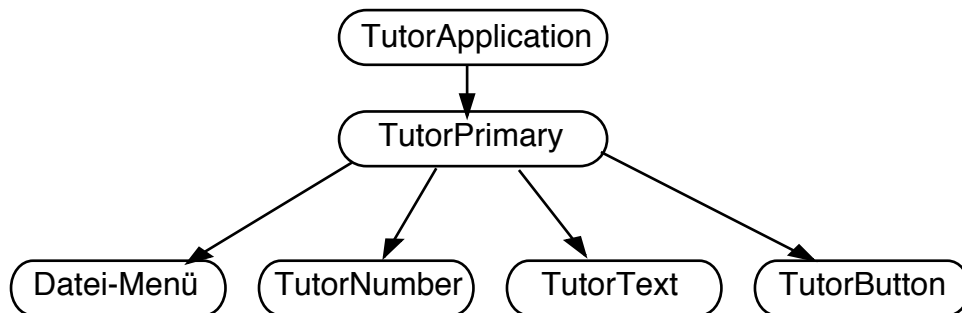 TutorApplication
TutorPrimary
Datei-Menü
TutorNumber
TutorText
TutorButton